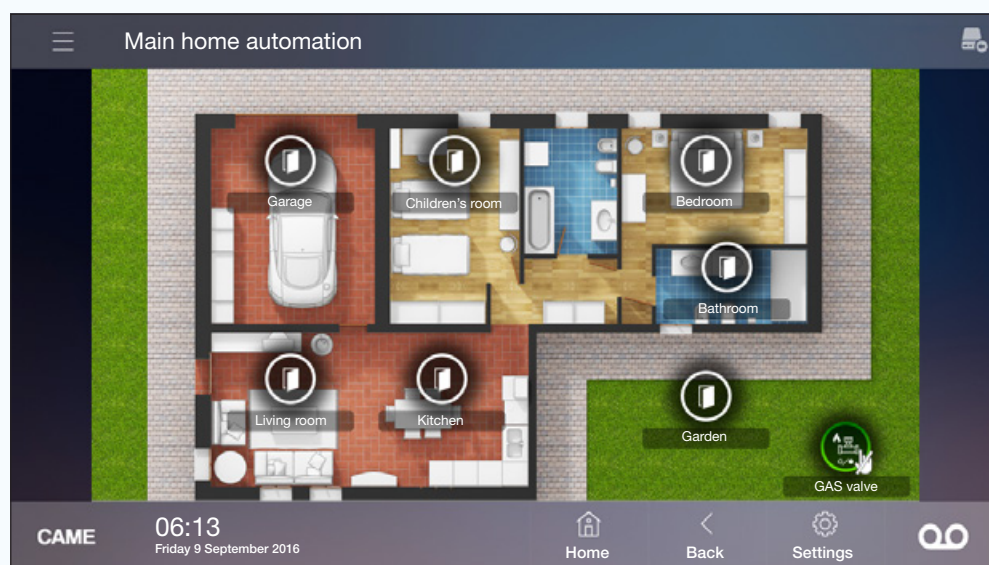 Main home automation
Garage
Children's room
Bedroom
Bathroom
Living room
Kitchen
Garden
GAS valve
CAME
06:13
Friday 9 September 2016
Home
Back
Settings